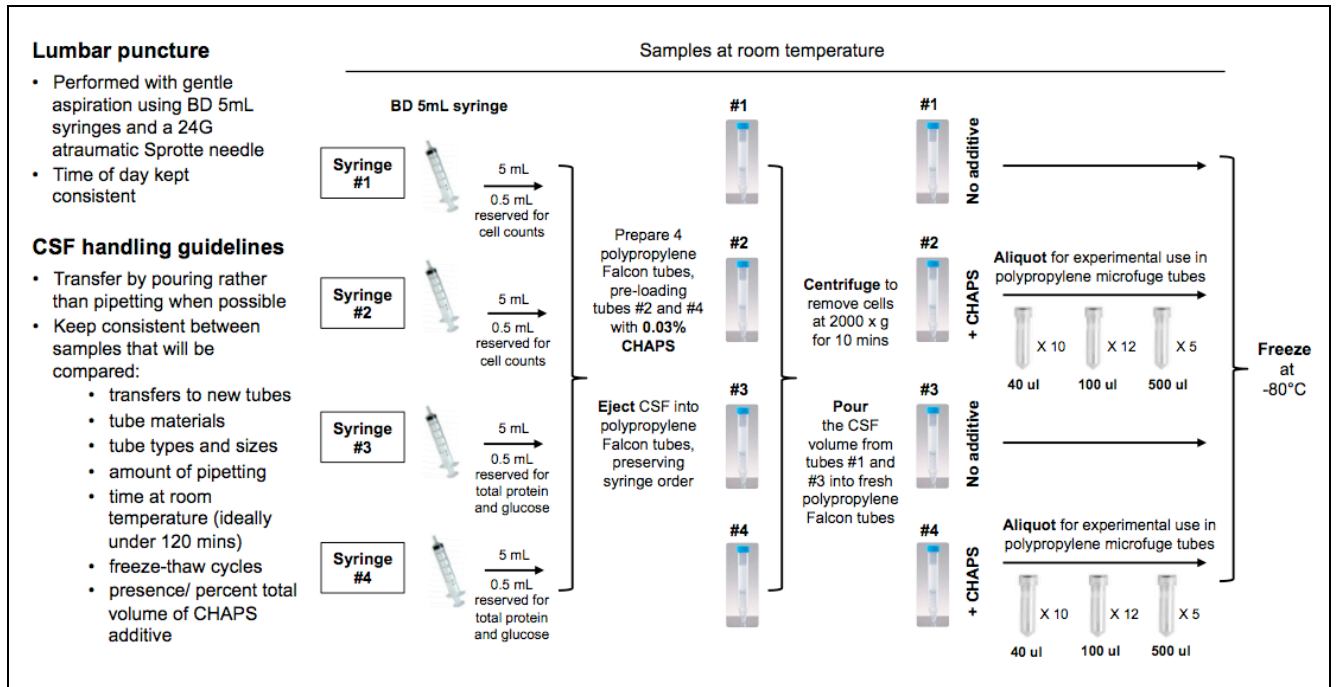 Lumbar puncture
• Performed with gentle
aspiration using BD 5mL
syringes and a 24G
atraumatic Sprotte needle
• Time of day kept
consistent
CSF handling guidelines
• Transfer by pouring rather
than pipetting when possible
• Keep consistent between
samples that will be
compared:
• transfers to new tubes
• tube materials
• tube types and sizes
• amount of pipetting
• time at room
temperature (ideally
under 120 mins)
• freeze-thaw cycles
• presence/ percent total
volume of CHAPS
additive
Samples at room temperature
BD 5mL syringe
Syringe
#1
5 mL
0.5 mL
reserved for
cell counts
Syringe
#2
5 mL
0.5 mL
reserved for
cell counts
Syringe
#3
5 mL
0.5 mL
reserved for
total protein
and glucose
Syringe
#4
5 mL
0.5 mL
reserved for
total protein
and glucose
Prepare 4
polypropylene
Falcon tubes,
pre-loading
tubes #2 and #4
with 0.03%
CHAPS
Eject CSF into
polypropylene
Falcon tubes,
preserving
syringe order
#1
#2
#3
#4
Centrifuge to
remove cells
at 2000 x g
for 10 mins
Pour
the CSF
volume from
tubes #1 and
#3 into fresh
polypropylene
Falcon tubes
#1
No additive
#2
+ CHAPS
Aliquot for experimental use in
polypropylene microfuge tubes
X 10
X 12
X 5
40 ul
100 ul
500 ul
#3
No additive
#4
+ CHAPS
Aliquot for experimental use in
polypropylene microfuge tubes
X 10
X 12
X 5
40 ul
100 ul
500 ul
Freeze
at
-80°C